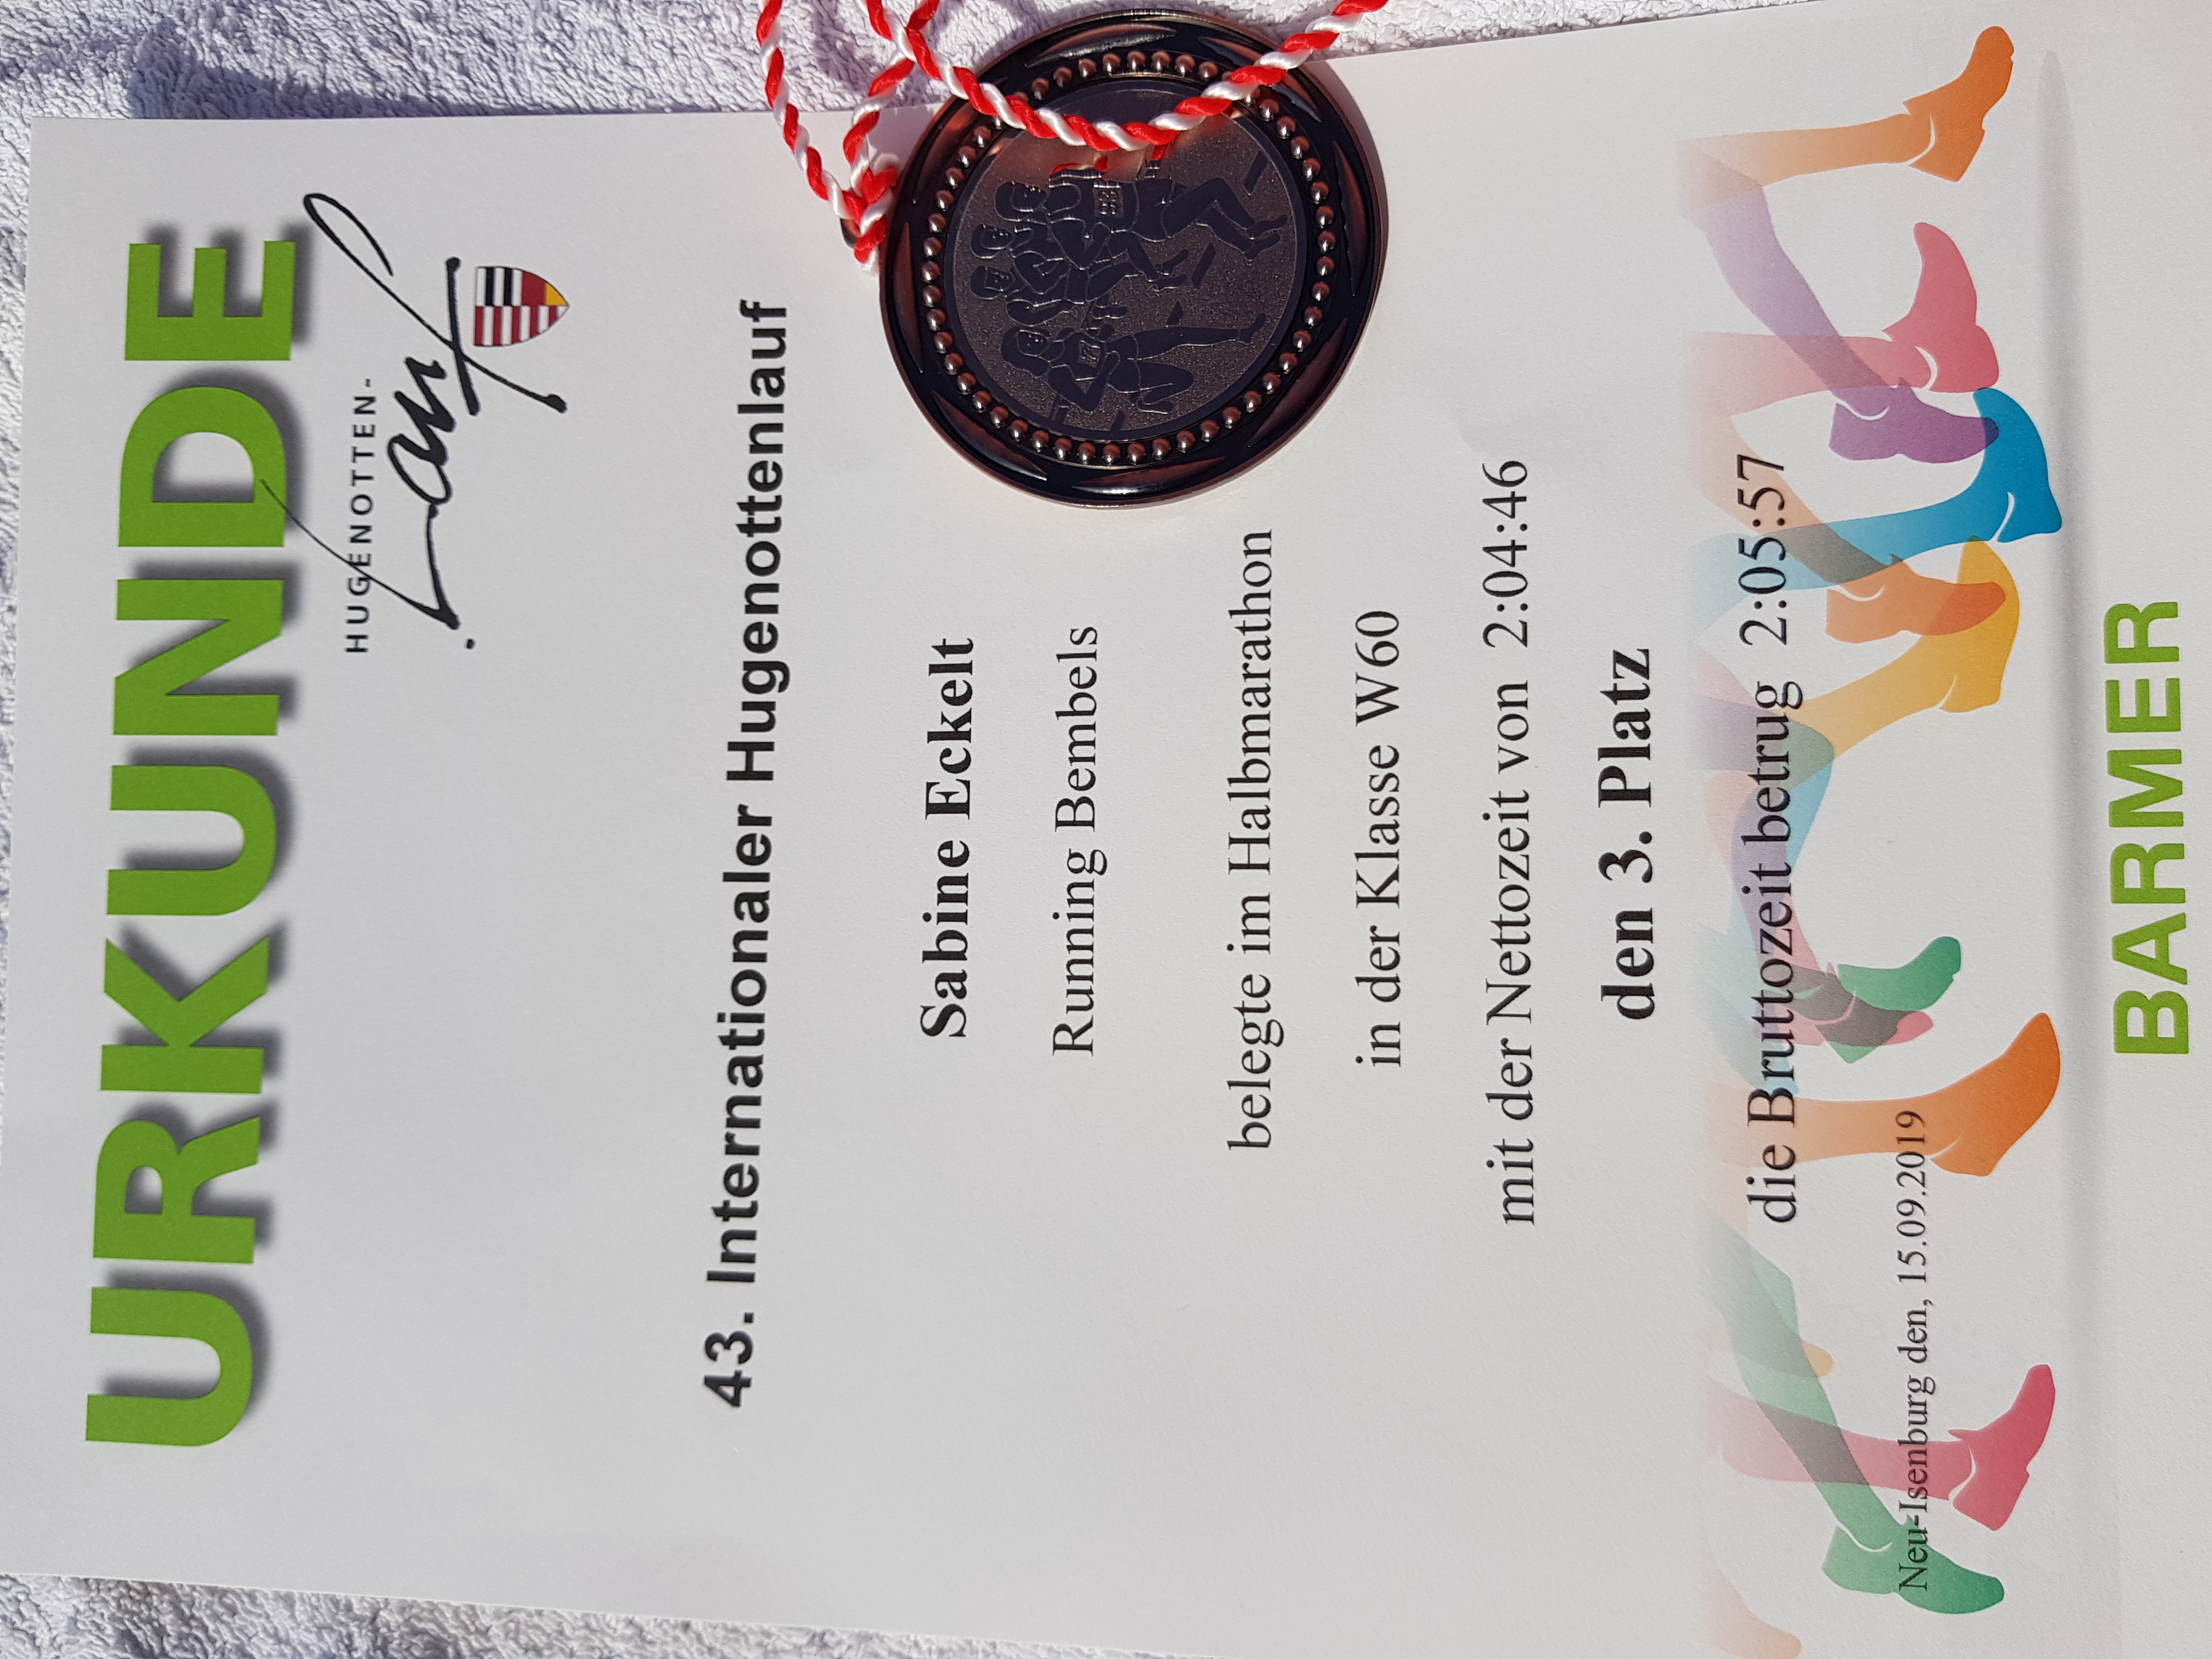 URKUNDE
HUGENOTTEN-
Lauf
43. Internationaler Hugenottenlauf
Sabine Eckelt
Running Bembels
belegte im Halbmarathon
in der Klasse W60
mit der Nettozeit von 2:04:46
den 3. Platz
die Bruttozeit betrug 2:05:57
Neu-Isenburg den, 15.09.2019
BARMER